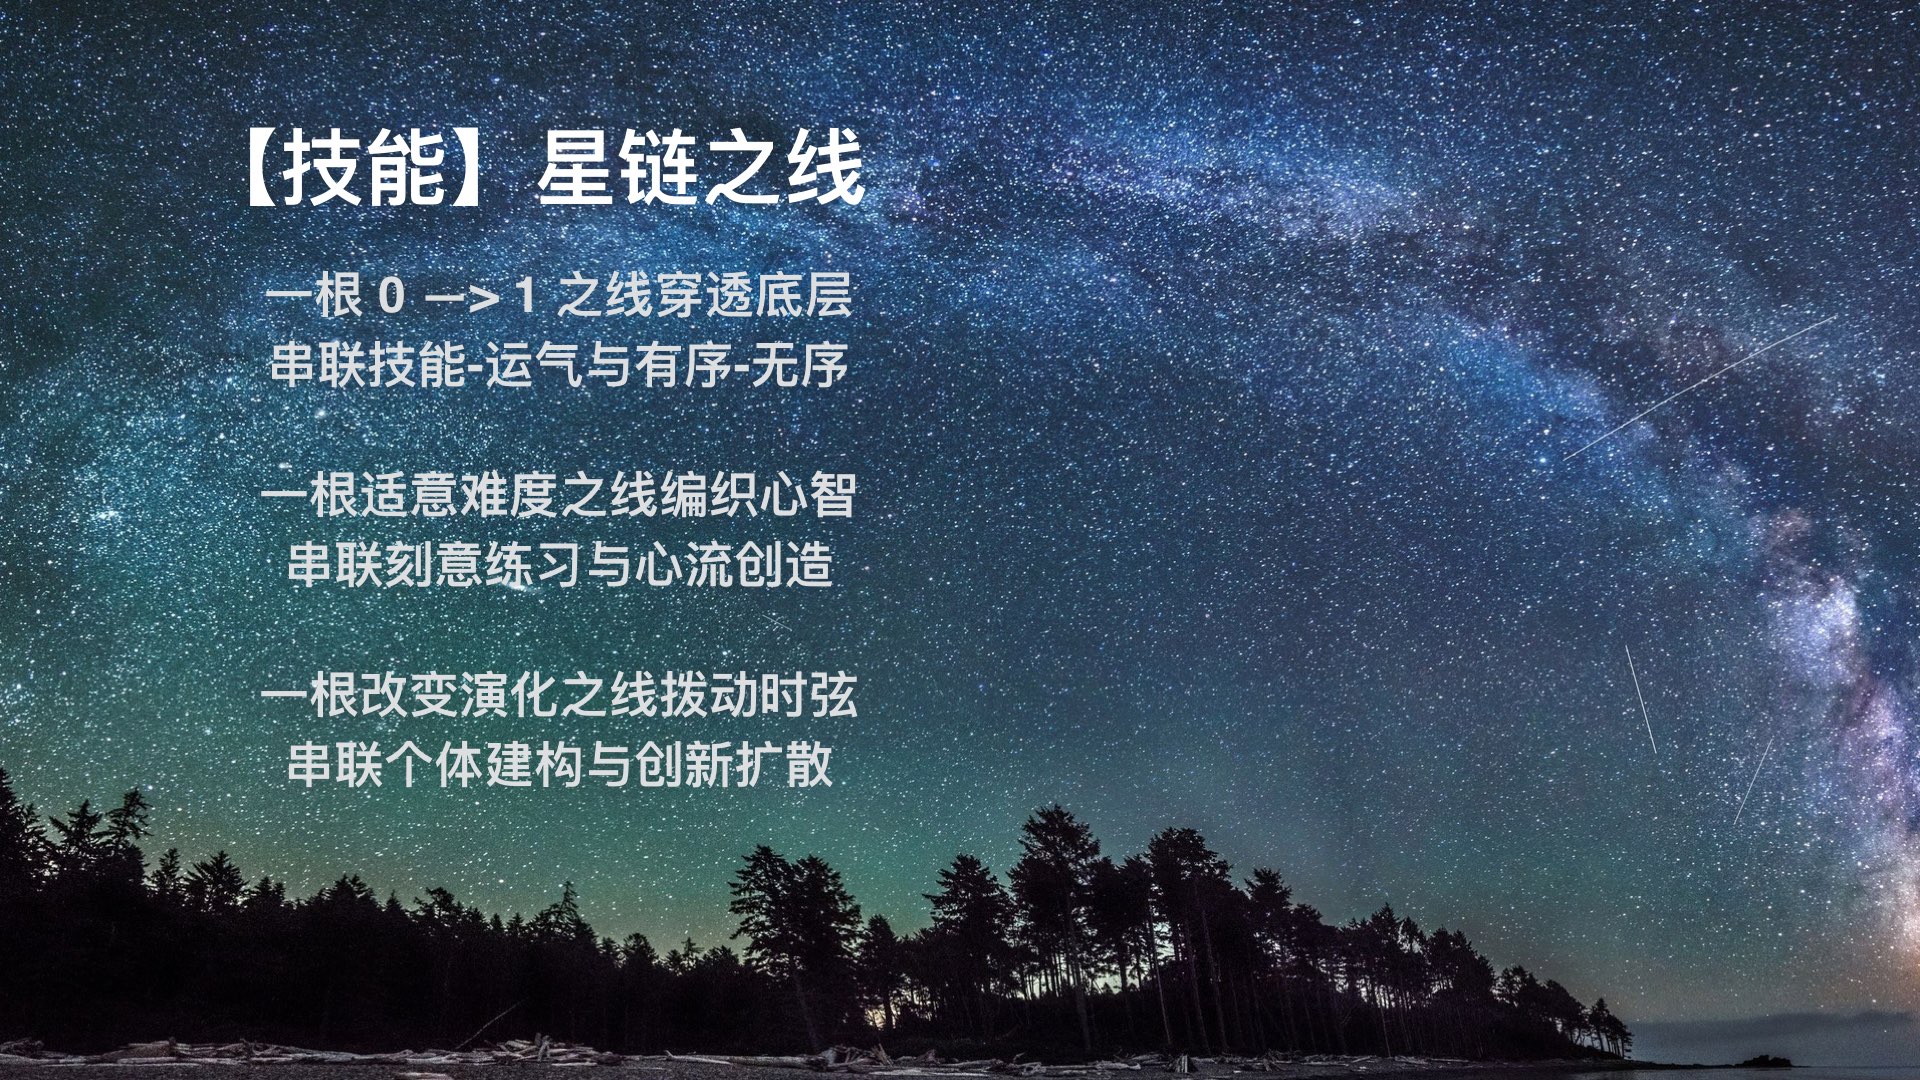 【技能】星链之线
一根 0 —> 1 之线穿透底层
串联技能-运气与有序-无序
一根适意难度之线编织心智
串联刻意练习与心流创造
一根改变演化之线拨动时弦
串联个体建构与创新扩散